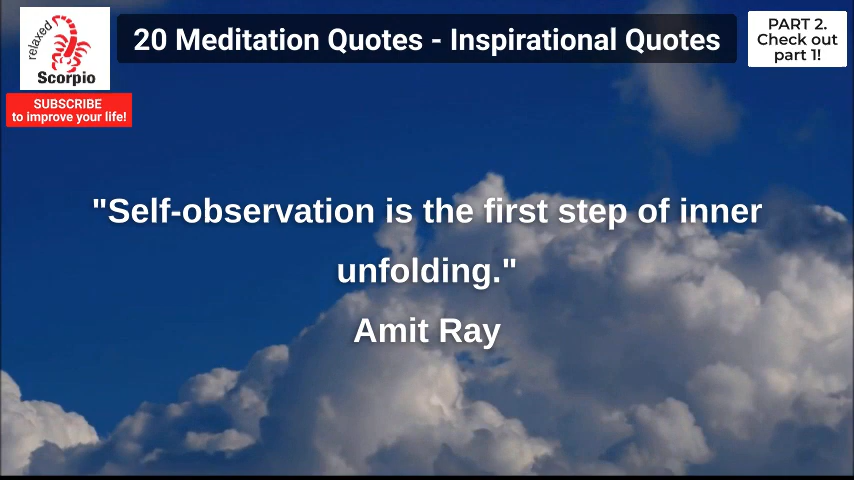 relaxed
Scorpio
SUBSCRIBE
to improve your life!
20 Meditation Quotes - Inspirational Quotes
PART 2.
Check out
part 1!
"Self-observation is the first step of inner
unfolding."
Amit Ray